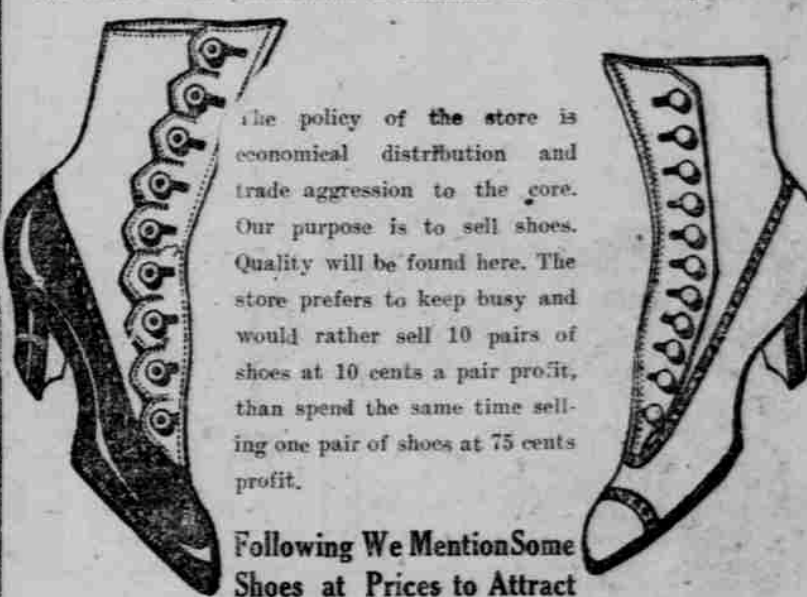 The policy of the store is
economical distribution and
trade aggression to the core.
Our purpose is to sell shoes.
Quality will be found here. The
store prefers to keep busy and
would rather sell 10 pairs of
shoes at 10 cents a pair profit,
than spend the same time sell-
ing one pair of shoes at 75 cents
profit.
Following We Mention Some
Shoes at Prices to Attract